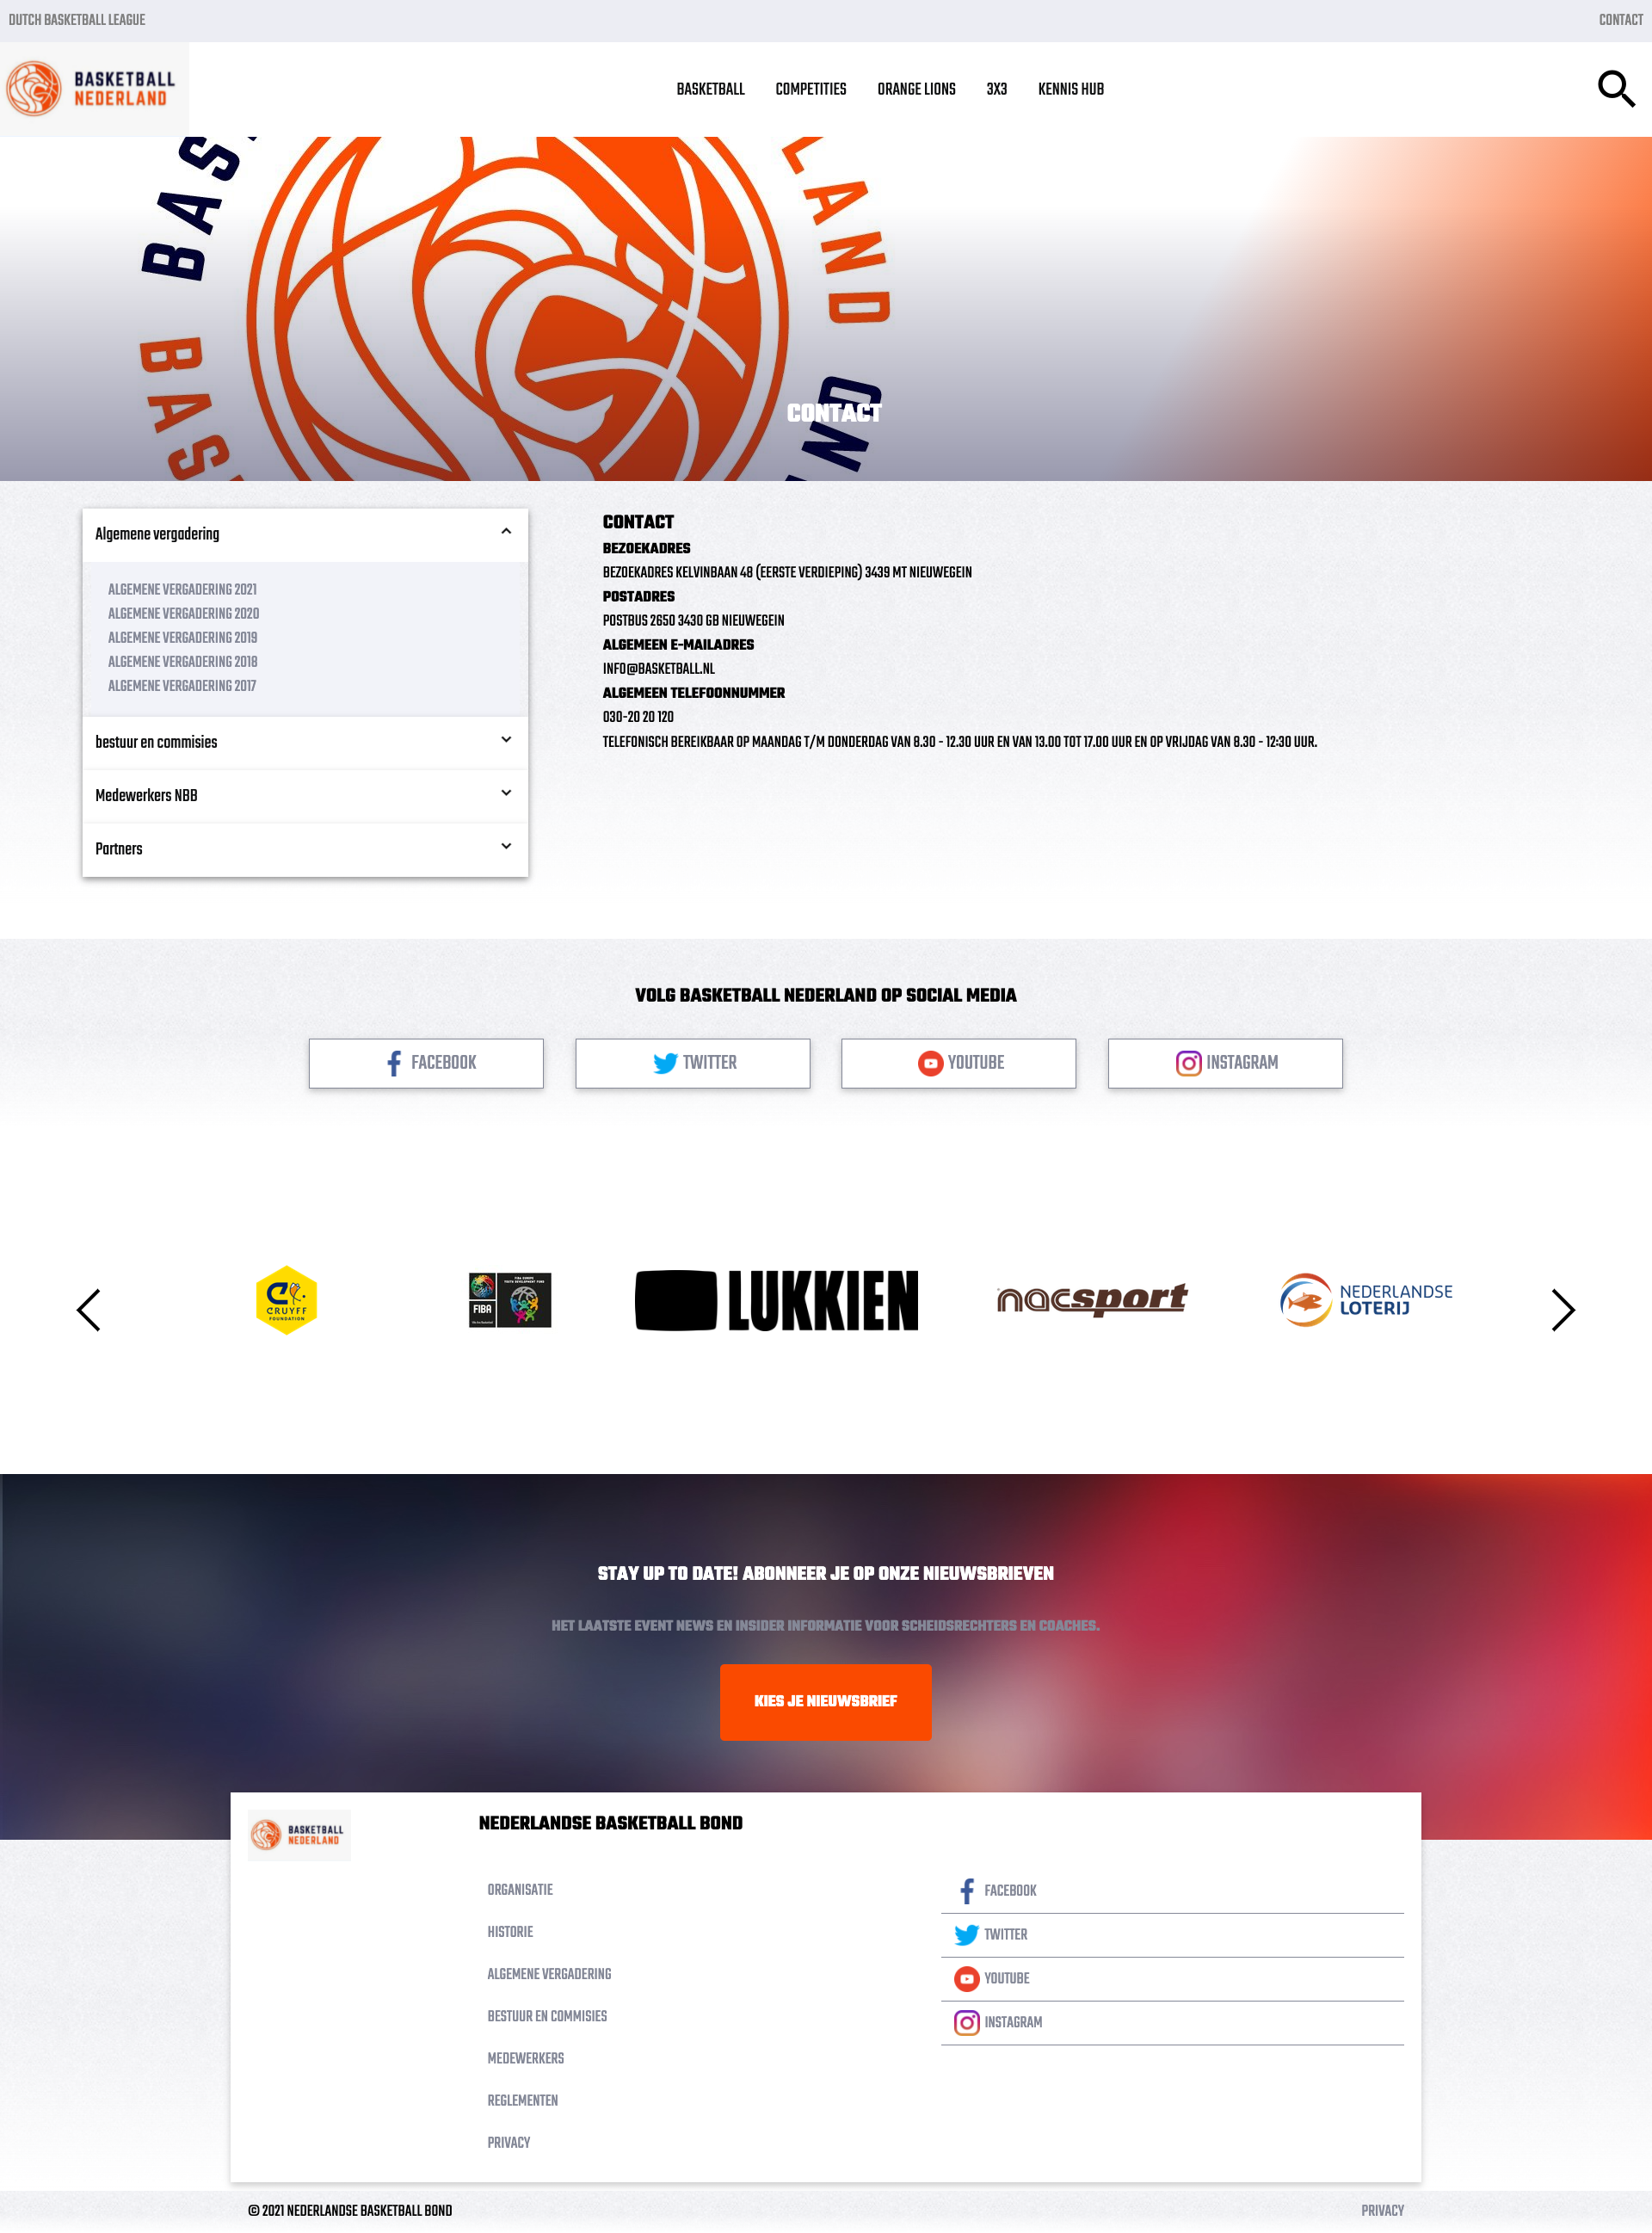 DUTCH BASKETBALL LEAGUE
CONTACT
BASKETBALL
NEDERLAND
BASKETBALL
COMPETITIES
ORANGE LIONS
3X3
KENNIS HUB
BAS
LAND
BAS
ND
CONTACT
Algemene vergadering
ALGEMENE VERGADERING 2021
ALGEMENE VERGADERING 2020
ALGEMENE VERGADERING 2019
ALGEMENE VERGADERING 2018
ALGEMENE VERGADERING 2017
bestuur en commisies
Medewerkers NBB
Partners
CONTACT
BEZOEKADRES
BEZOEKADRES KELVINBAAN 48 (EERSTE VERDIEPING) 3439 MT NIEUWEGEIN
POSTADRES
POSTBUS 2650 3430 GB NIEUWEGEIN
ALGEMEEN E-MAILADRES
INFO@BASKETBALL.NL
ALGEMEEN TELEFOONNUMMER
030-20 20 120
TELEFONISCH BEREIKBAAR OP MAANDAG T/M DONDERDAG VAN 8.30 - 12.30 UUR EN VAN 13.00 TOT 17.00 UUR EN OP VRIJDAG VAN 8.30 - 12:30 UUR.
VOLG BASKETBALL NEDERLAND OP SOCIAL MEDIA
FACEBOOK
TWITTER
YOUTUBE
INSTAGRAM
CRUYFF
FOUNDATION
FIBA
LUKKIEN
nacsport
NEDERLANDSE
LOTERIJ
STAY UP TO DATE! ABONNEER JE OP ONZE NIEUWSBRIEVEN
HET LAATSTE EVENT NEWS EN INSIDER INFORMATIE VOOR SCHEIDSRECHTERS EN COACHES.
KIES JE NIEUWSBRIEF
BASKETBALL
NEDERLAND
NEDERLANDSE BASKETBALL BOND
ORGANISATIE
HISTORIE
ALGEMENE VERGADERING
BESTUUR EN COMMISIES
MEDEWERKERS
REGLEMENTEN
PRIVACY
FACEBOOK
TWITTER
YOUTUBE
INSTAGRAM
© 2021 NEDERLANDSE BASKETBALL BOND
PRIVACY